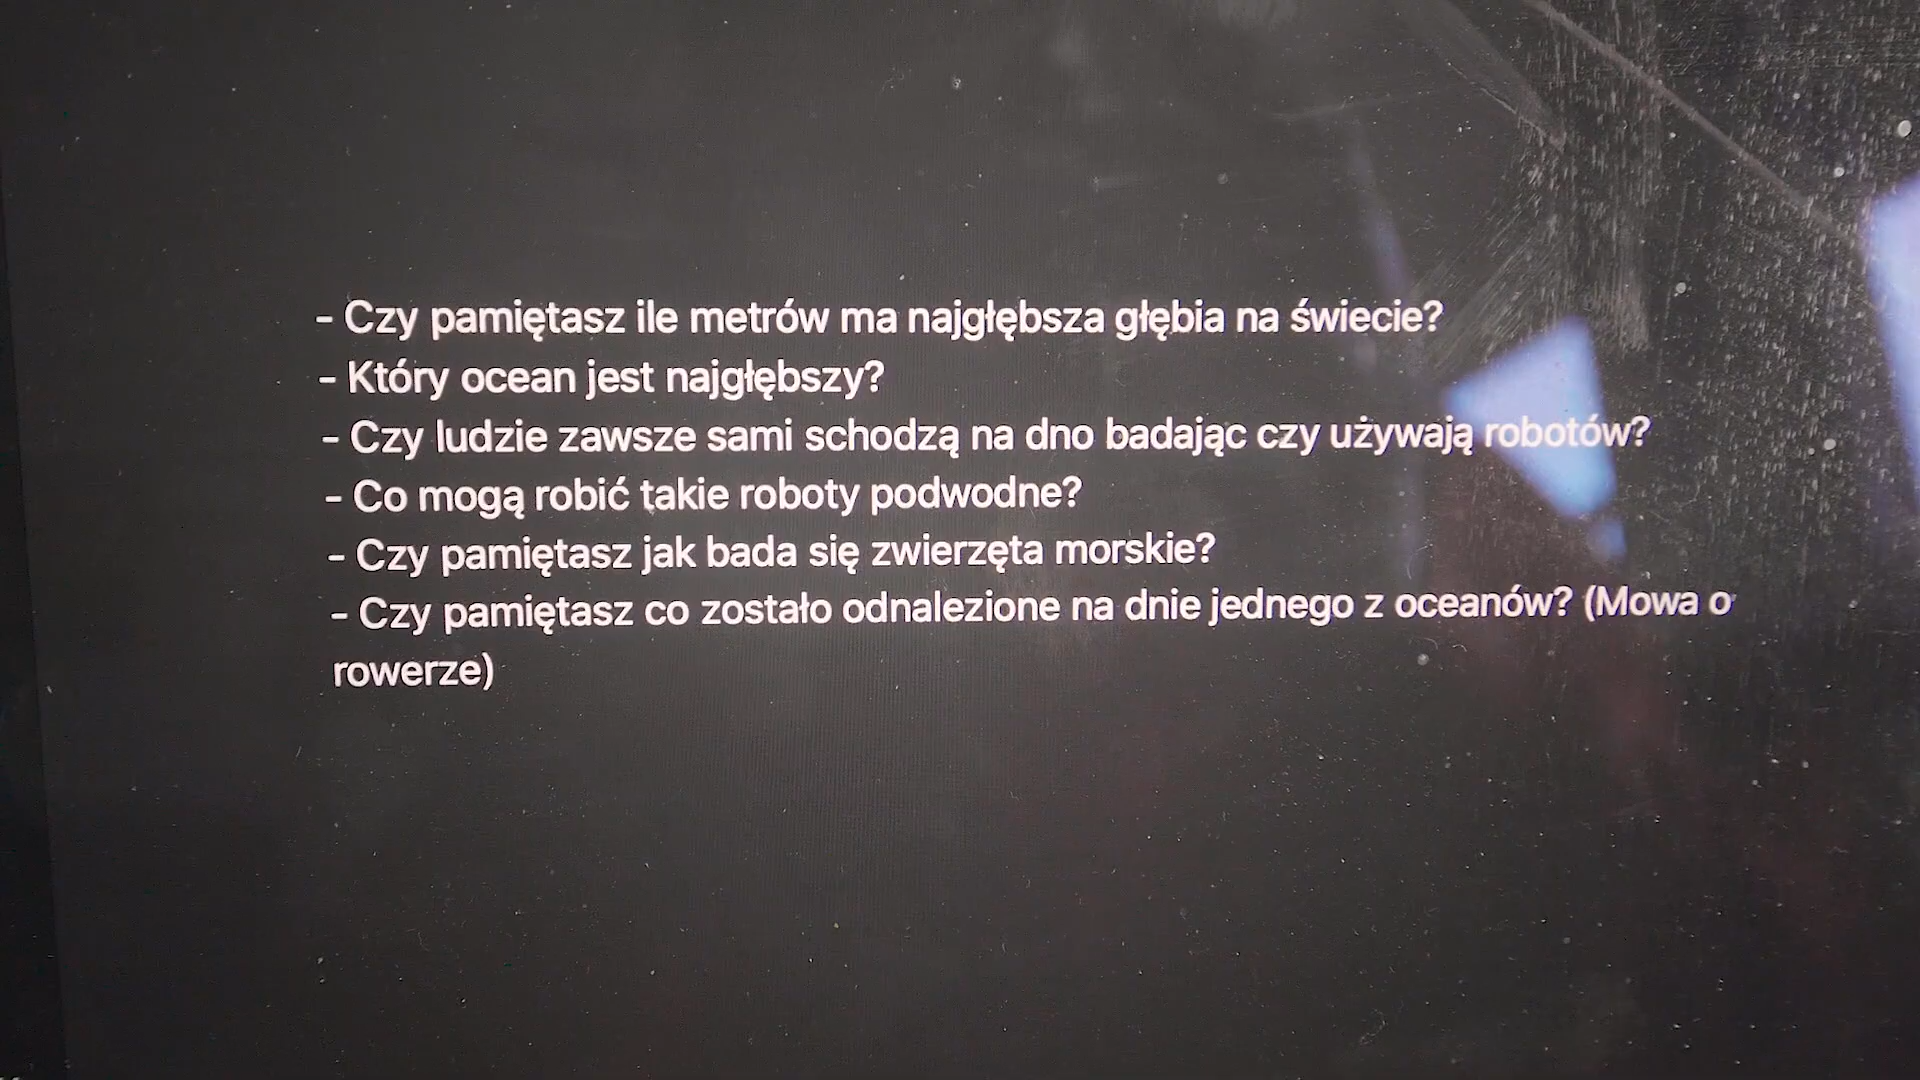 - Czy pamiętasz ile metrów ma najgłębsza głębia na świecie?
- Który ocean jest najgłębszy?
- Czy ludzie zawsze sami schodzą na dno badając czy używają robotów?
- Co mogą robić takie roboty podwodne?
- Czy pamiętasz jak bada się zwierzęta morskie?
- Czy pamiętasz co zostało odnalezione na dnie jednego z oceanów? (Mowa o
rowerze)